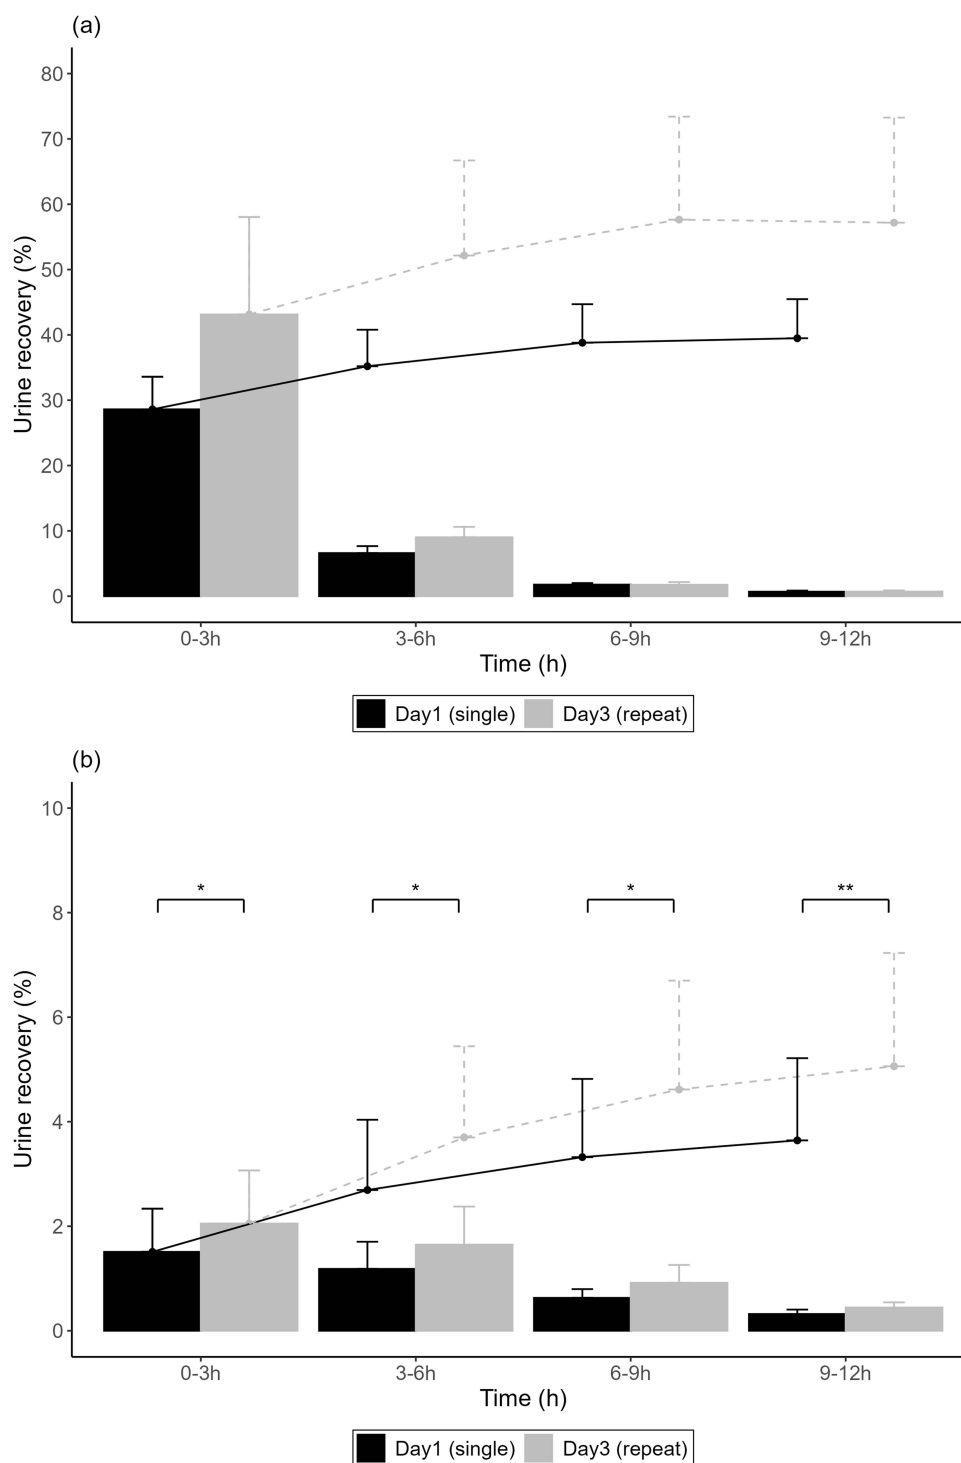 (a)
80
70
60
50
40
30
20
10
0
Urine recovery (%)
0-3h 3-6h 6-9h 9-12h
Time (h)
Day1 (single) Day3 (repeat)
(b)
10
8
6
4
2
0
Urine recovery (%)
* * * **
0-3h 3-6h 6-9h 9-12h
Time (h)
Day1 (single) Day3 (repeat)